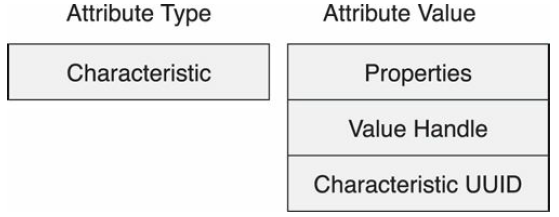 Attribute Type Attribute Value
Characteristic Properties
Value Handle
Characteristic UUID